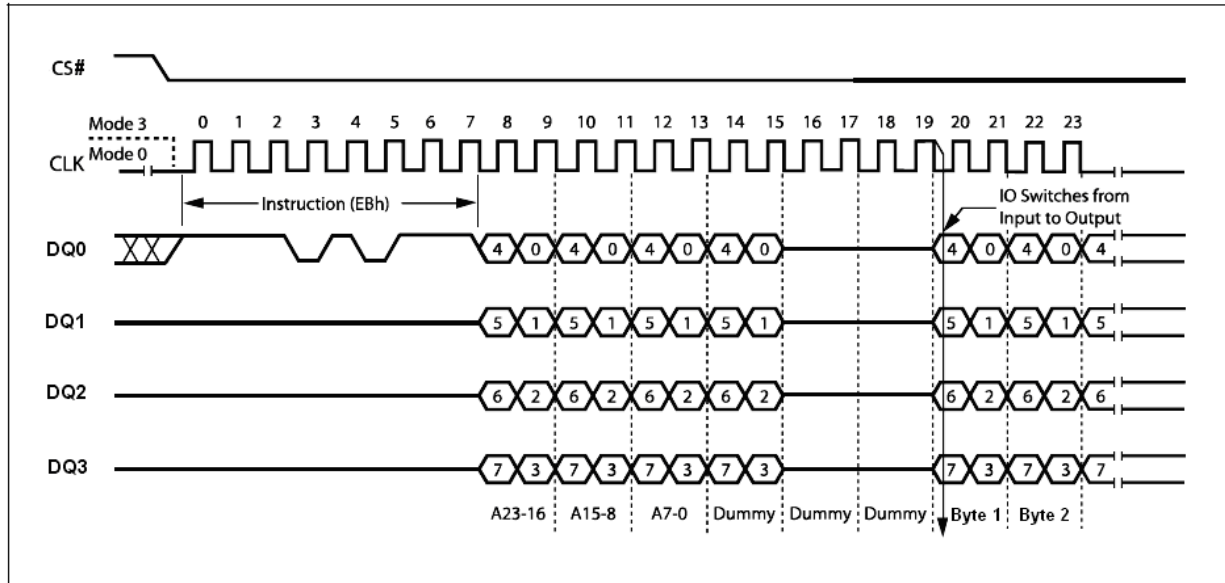 CS#
Mode 3
0 1 2 3 4 5 6 7 8 9 10 11 12 13 14 15 16 17 18 19 20 21 22 23
Mode 0
CLK
Instruction (EBh)
IO Switches from
Input to Output
DQ0 4 0 4 0 4 0 4 0 4 0 4 0 4
DQ1 5 1 5 1 5 1 5 1 5 1 5 1 5
DQ2 6 2 6 2 6 2 6 2 6 2 6 2 6
DQ3 7 3 7 3 7 3 7 3 7 3 7 3 7
A23-16 A15-8 A7-0 Dummy Dummy Dummy Byte 1 Byte 2